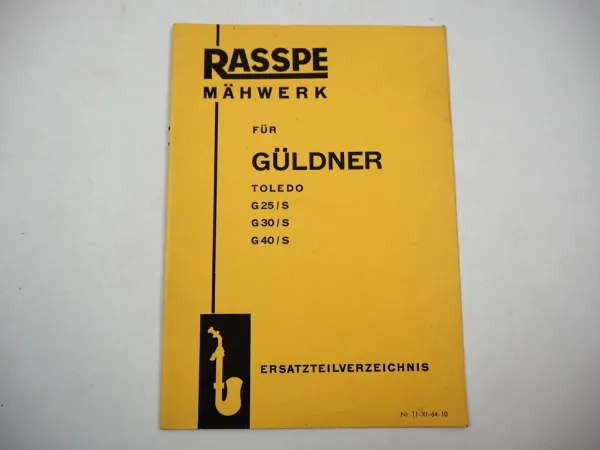 RASSPE
MÄHWERK
FÜR
GÜLDNER
TOLEDO
G25/S
G30/S
G40/S
ERSATZTEILVERZEICHNIS
Nr. 11-XI-64-10